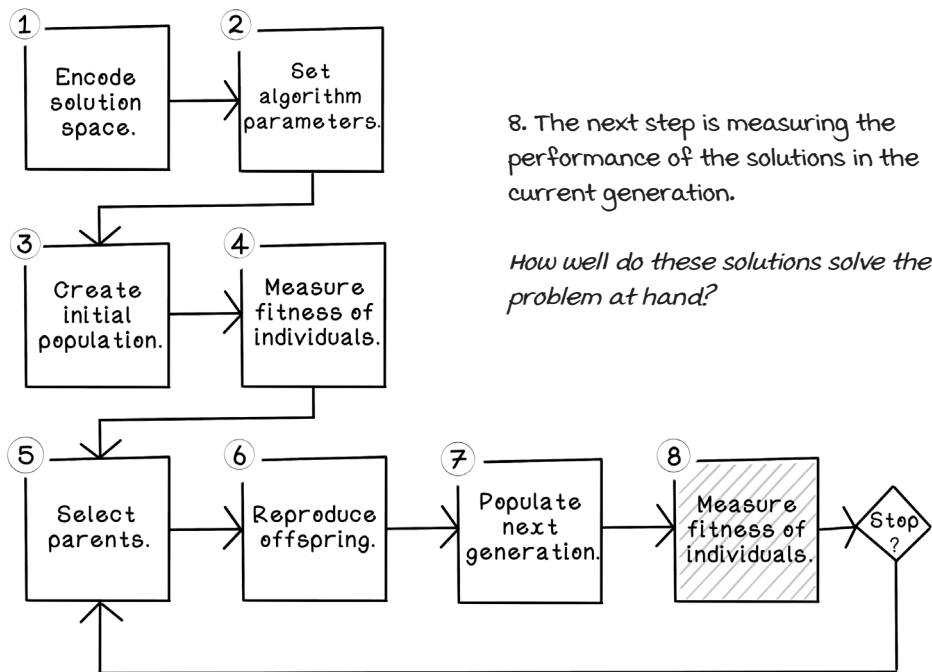 1
Encode
solution
space.
2
Set
algorithm
parameters.
8. The next step is measuring the
performance of the solutions in the
current generation.
How well do these solutions solve the
problem at hand?
3
Create
initial
population.
4
Measure
fitness of
individuals.
5
Select
parents.
6
Reproduce
offspring.
7
Populate
next
generation.
8
Measure
fitness of
individuals.
Stop
?